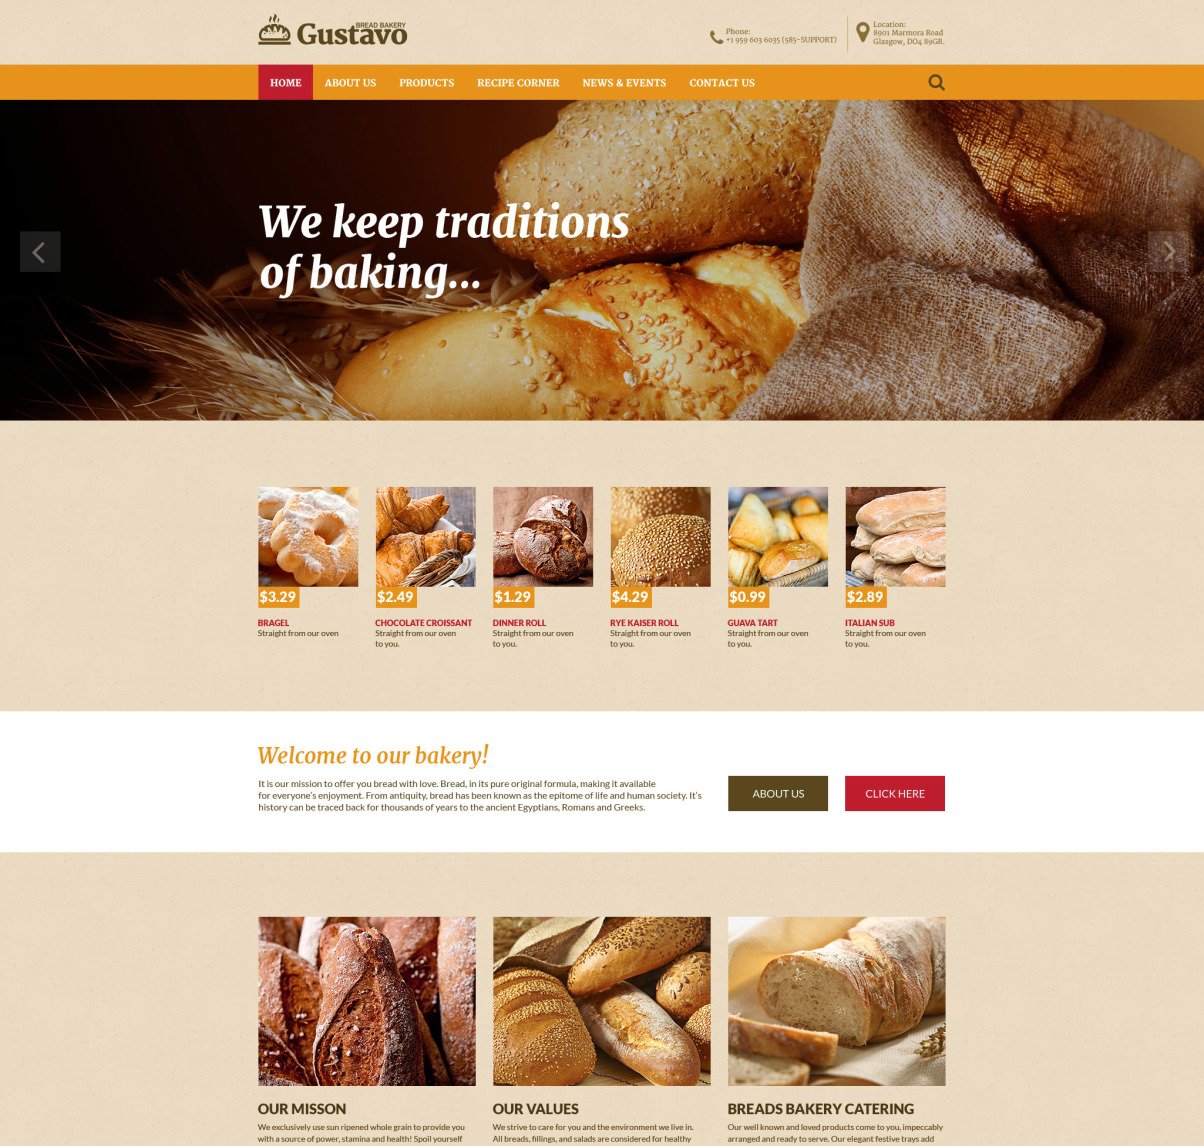 BREAD BAKERY
Gustavo
Phone:
+1 959 603 6035 (585-SUPPORT)
Location:
8901 Marmora Road
Glasgow, DO4 89GR.
HOME ABOUT US PRODUCTS RECIPE CORNER NEWS & EVENTS CONTACT US
We keep traditions
of baking...
$3.29
BRAGEL
Straight from our oven
$2.49
CHOCOLATE CROISSANT
Straight from our oven
to you.
$1.29
DINNER ROLL
Straight from our oven
to you.
$4.29
RYE KAISER ROLL
Straight from our oven
to you.
$0.99
GUAVA TART
Straight from our oven
to you.
$2.89
ITALIAN SUB
Straight from our oven
to you.
Welcome to our bakery!
It is our mission to offer you bread with love. Bread, in its pure original formula, making it available
for everyone's enjoyment. From antiquity, bread has been known as the epitome of life and human society. It's
history can be traced back for thousands of years to the ancient Egyptians, Romans and Greeks.
ABOUT US
CLICK HERE
OUR MISSON
We exclusively use sun ripened whole grain to provide you
with a source of power, stamina and health! Spoil yourself
OUR VALUES
We strive to care for you and the environment we live in.
All breads, fillings, and salads are considered for healthy
BREADS BAKERY CATERING
Our well known and loved products come to you, impeccably
arranged and ready to serve. Our elegant festive trays add